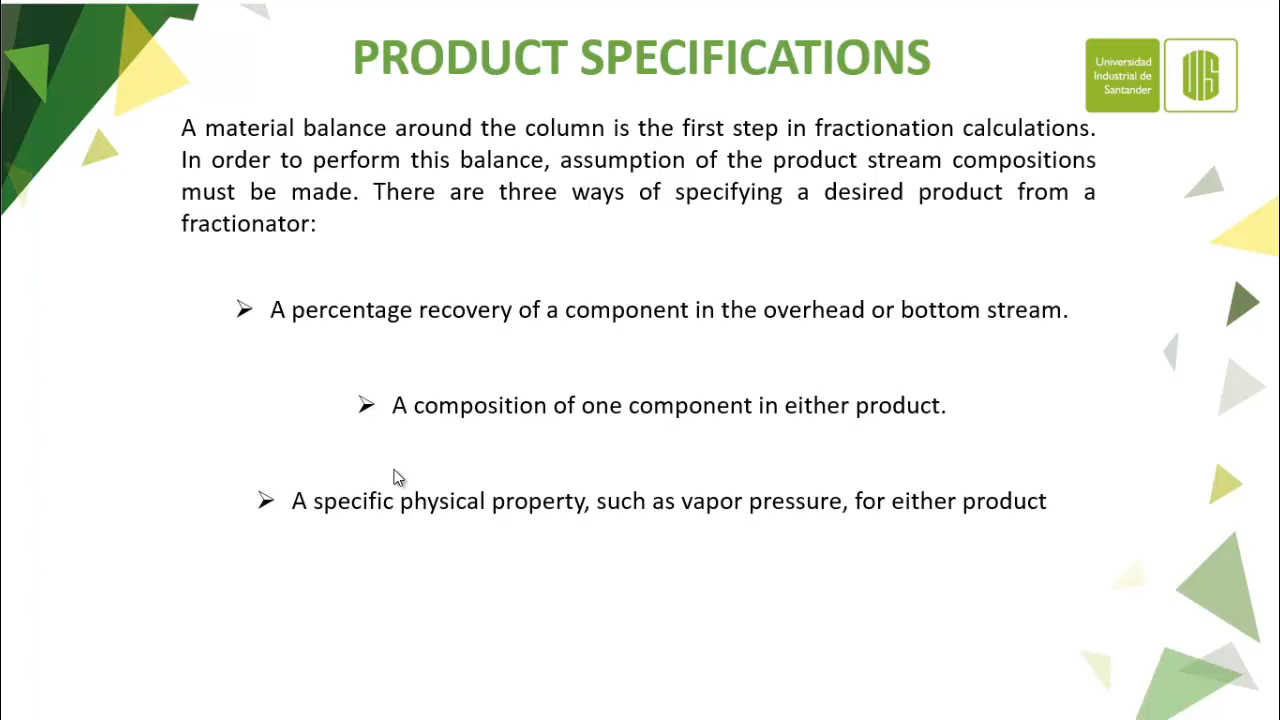 PRODUCT SPECIFICATIONS
Universidad
Industrial de
Santander
UIS
A material balance around the column is the first step in fractionation calculations.
In order to perform this balance, assumption of the product stream compositions
must be made. There are three ways of specifying a desired product from a
fractionator:
➢ A percentage recovery of a component in the overhead or bottom stream.
➢ A composition of one component in either product.
➢ A specific physical property, such as vapor pressure, for either product